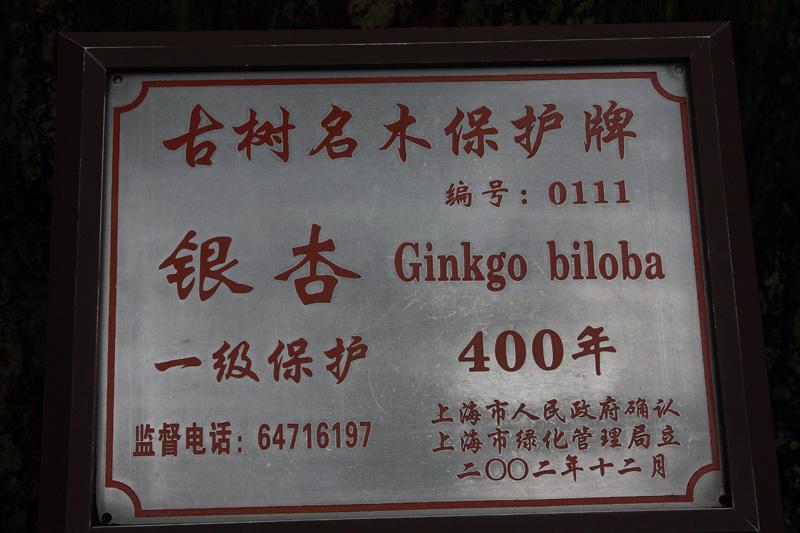 古树名木保护牌
编号：0111
银杏 Ginkgo biloba
一级保护 400年
监督电话：64716197
上海市人民政府确认
上海市绿化管理局立
二〇〇二年十二月